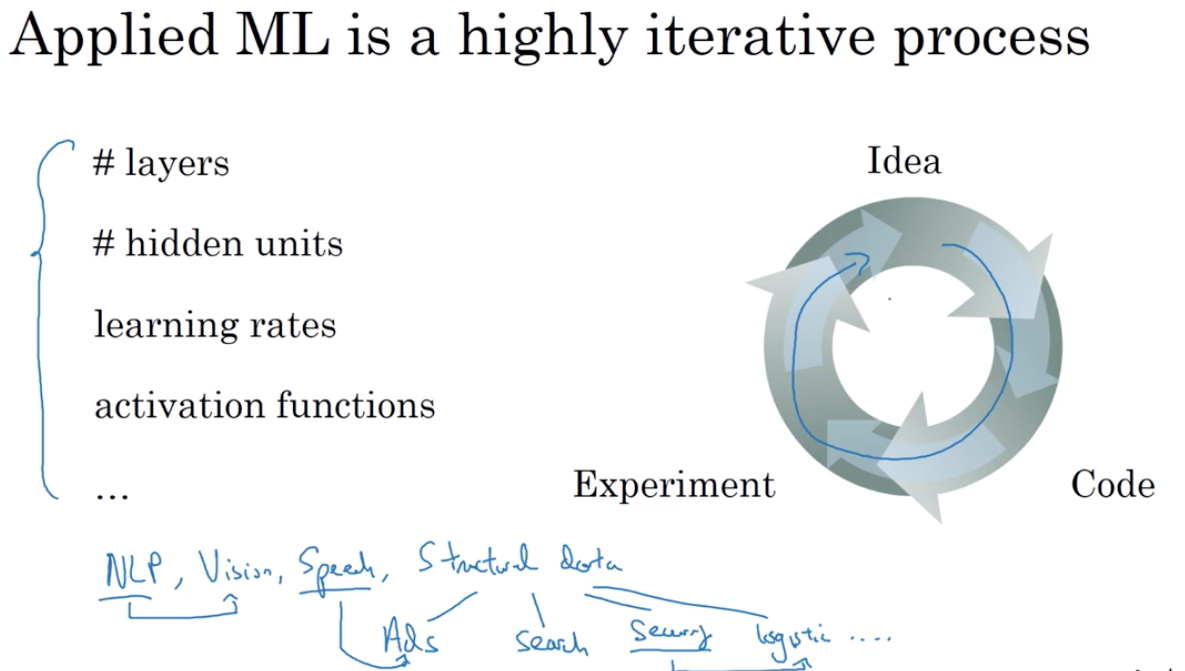 Applied ML is a highly iterative process
# layers
# hidden units
learning rates
activation functions
...
Idea
Experiment
Code
NLP, Vision, Speech, Structural data
Ads Search Security logistic ....